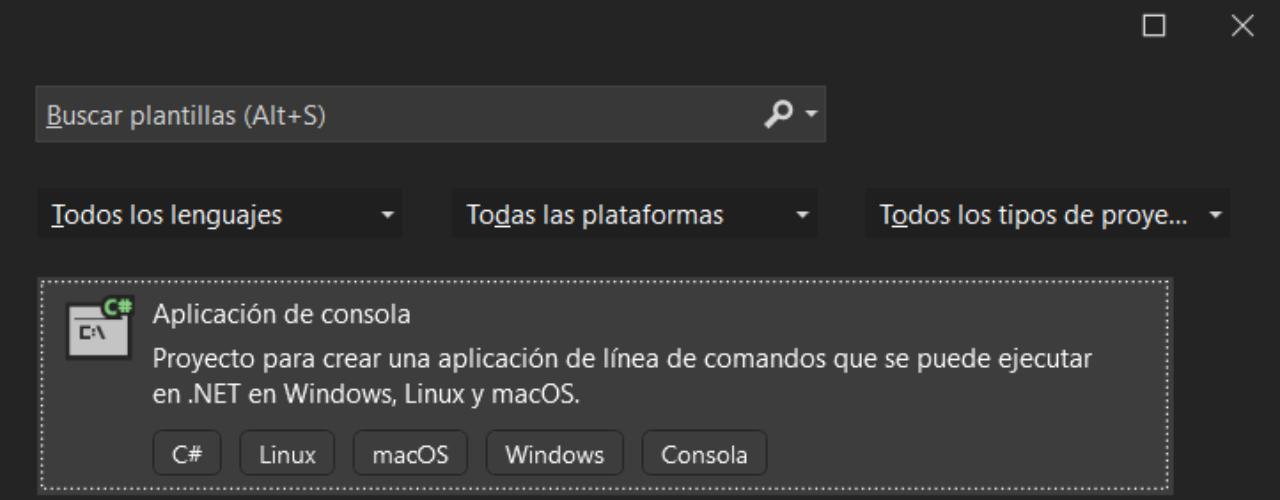 Buscar plantillas (Alt+S)
Todos los lenguajes
Todas las plataformas
Todos los tipos de proye...
C#
C:\
Aplicación de consola
Proyecto para crear una aplicación de línea de comandos que se puede ejecutar
en .NET en Windows, Linux y macOS.
C#
Linux
macOS
Windows
Consola